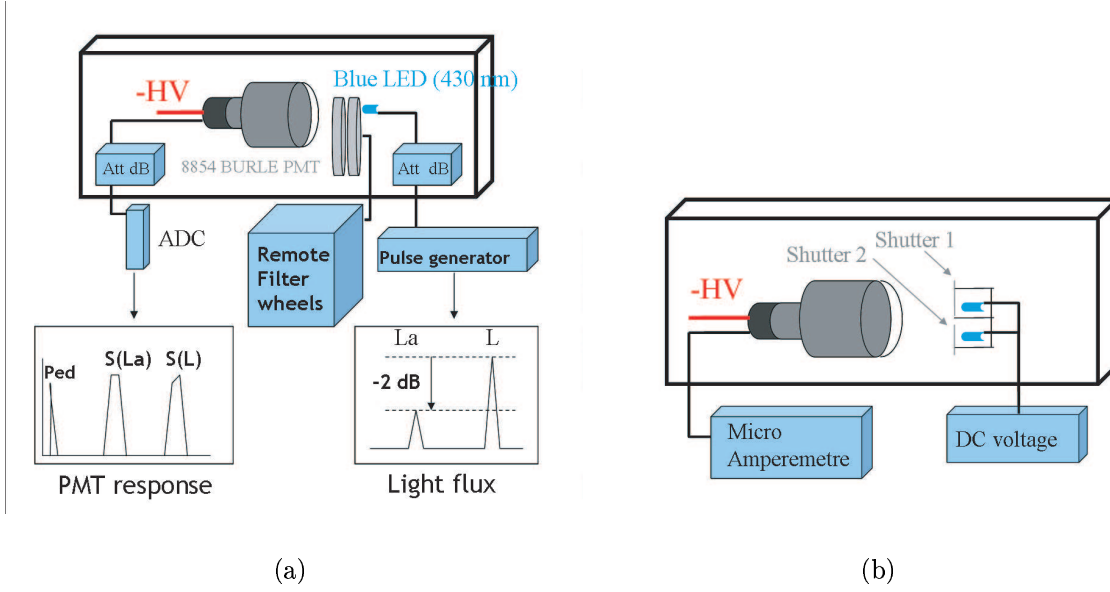 Blue LED (430 nm)
-HV
Att dB
8854 BURLE PMT
Att dB
ADC
Remote
Filter
wheels
Pulse generator
Ped
S(La)
S(L)
La
L
-2 dB
PMT response
Light flux
(a)
Shutter 1
Shutter 2
-HV
Micro
Amperemetre
DC voltage
(b)